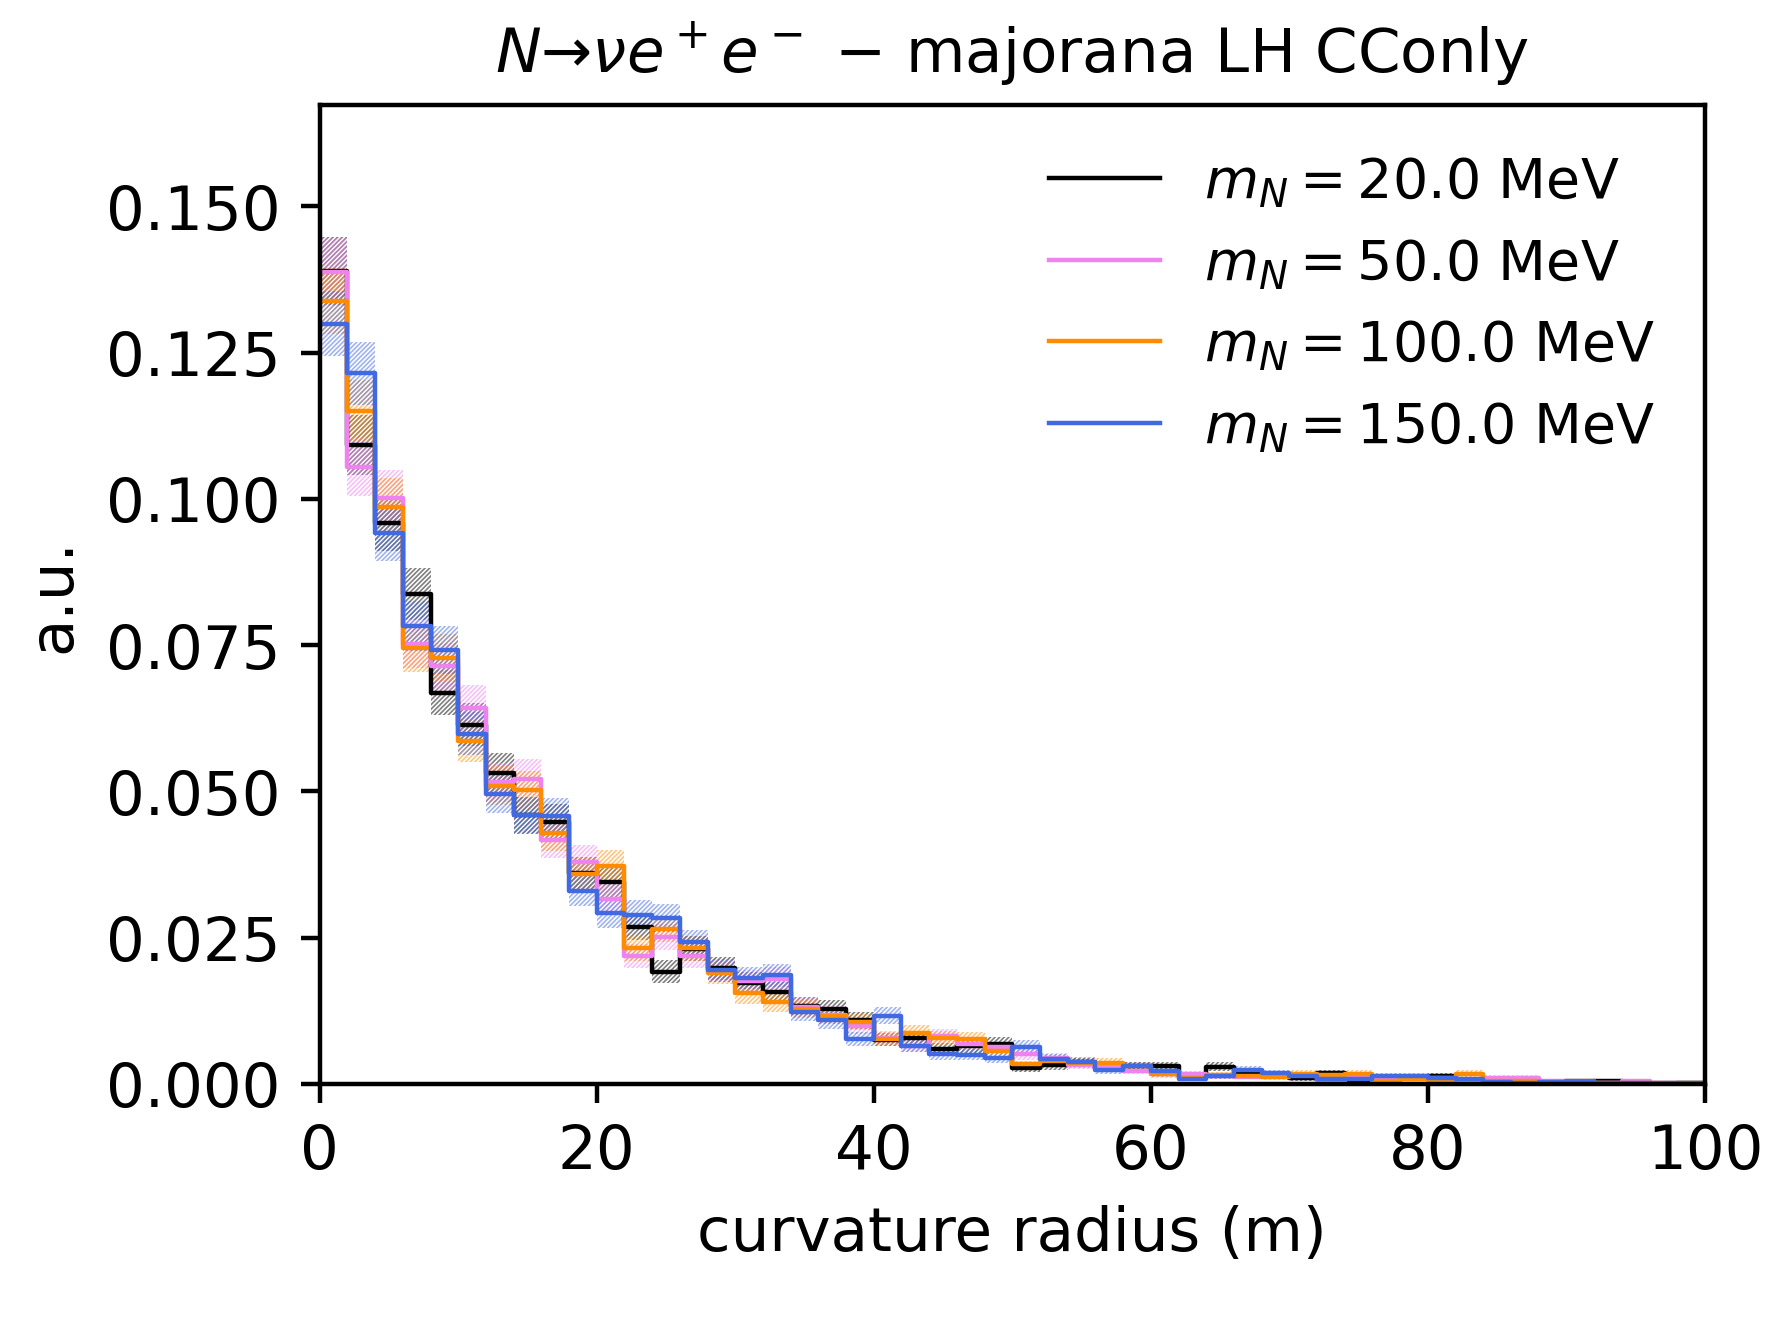 N→νe⁺e⁻ − majorana LH CConly
m_N = 20.0 MeV
m_N = 50.0 MeV
m_N = 100.0 MeV
m_N = 150.0 MeV
a.u.
0.150
0.125
0.100
0.075
0.050
0.025
0.000
0 20 40 60 80 100
curvature radius (m)